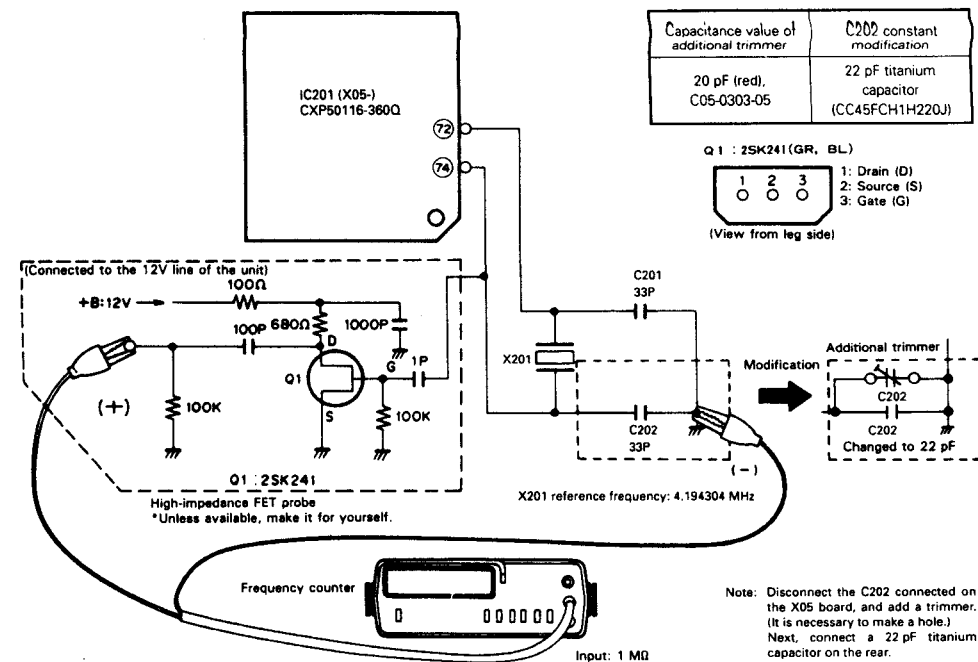 IC201 (X05-)
CXP50116-360Q
72
74
Capacitance value of
additional trimmer
C202 constant
modification
20 pF (red),
C05-0303-05
22 pF titanium
capacitor
(CC45FCH1H220J)
Q1 : 2SK241(GR, BL)
1 2 3
1: Drain (D)
2: Source (S)
3: Gate (G)
(View from leg side)
(Connected to the 12V line of the unit)
100Ω
+B:12V
680Ω
1000P
100P
D
G
1P
Q1
S
(+)
100K
100K
Q1 : 2SK241
High-impedance FET probe
*Unless available, make it for yourself.
C201
33P
X201
C202
33P
(-)
X201 reference frequency: 4.194304 MHz
Modification
Additional trimmer
C202
C202
Changed to 22 pF
Frequency counter
Input: 1 MΩ
Note: Disconnect the C202 connected on
the X05 board, and add a trimmer.
(It is necessary to make a hole.)
Next, connect a 22 pF titanium
capacitor on the rear.